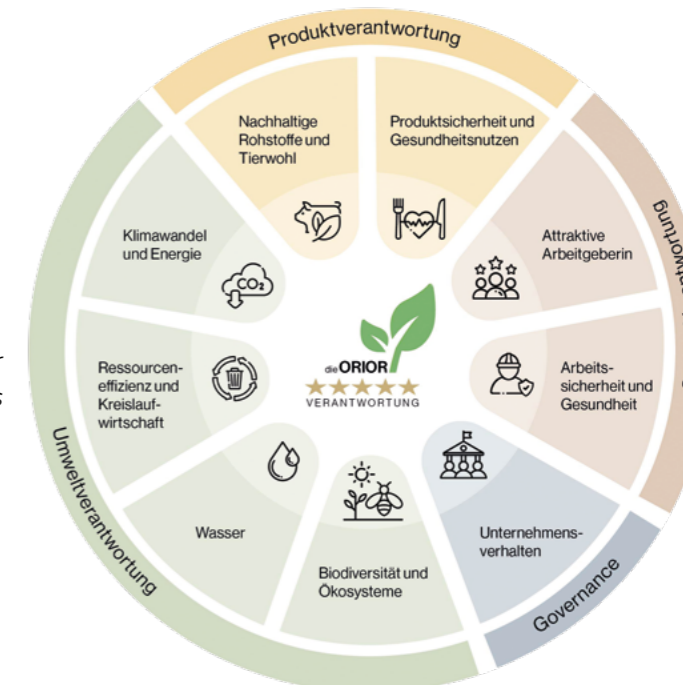 Produktverantwortung
Nachhaltige
Rohstoffe und
Tierwohl
Produktsicherheit und
Gesundheitsnutzen
Klimawandel
und Energie
CO₂
Attraktive
Arbeitgeberin
Ressourcen-
effizienz und
Kreislauf-
wirtschaft
die ORIOR
VERANTWORTUNG
Arbeits-
sicherheit und
Gesundheit
Wasser
Biodiversität und
Ökosysteme
Unternehmens-
verhalten
Umweltverantwortung
Governance